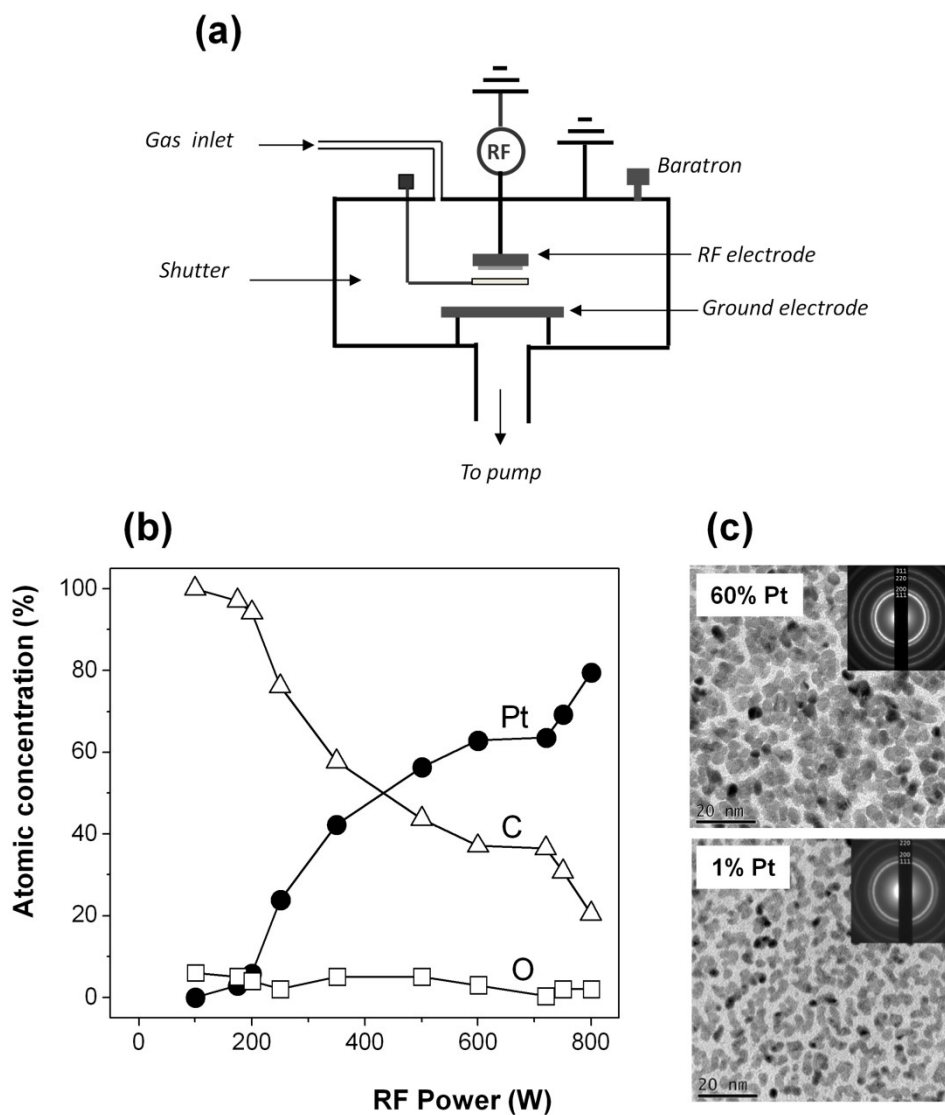 (a)
Gas inlet
RF
Baratron
Shutter
RF electrode
Ground electrode
To pump
(b)
Atomic concentration (%)
100
80
60
40
20
0
Pt
C
O
0
200
400
600
800
RF Power (W)
(c)
60% Pt
311
220
200
111
20 nm
1% Pt
220
200
111
20 nm